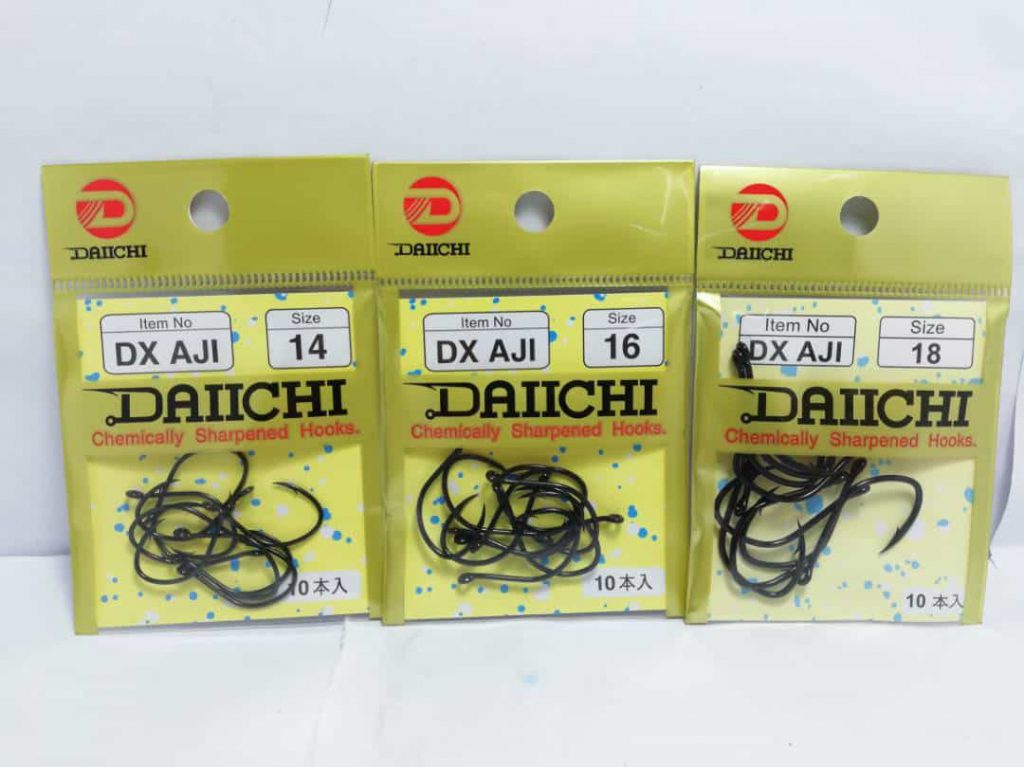 DAIICHI
Item No
DX AJI
Size
14
DAIICHI
Chemically Sharpened Hooks.
10本入
DAIICHI
Item No
DX AJI
Size
16
DAIICHI
Chemically Sharpened Hooks.
10本入
DAIICHI
Item No
DX AJI
Size
18
DAIICHI
Chemically Sharpened Hooks.
10本入